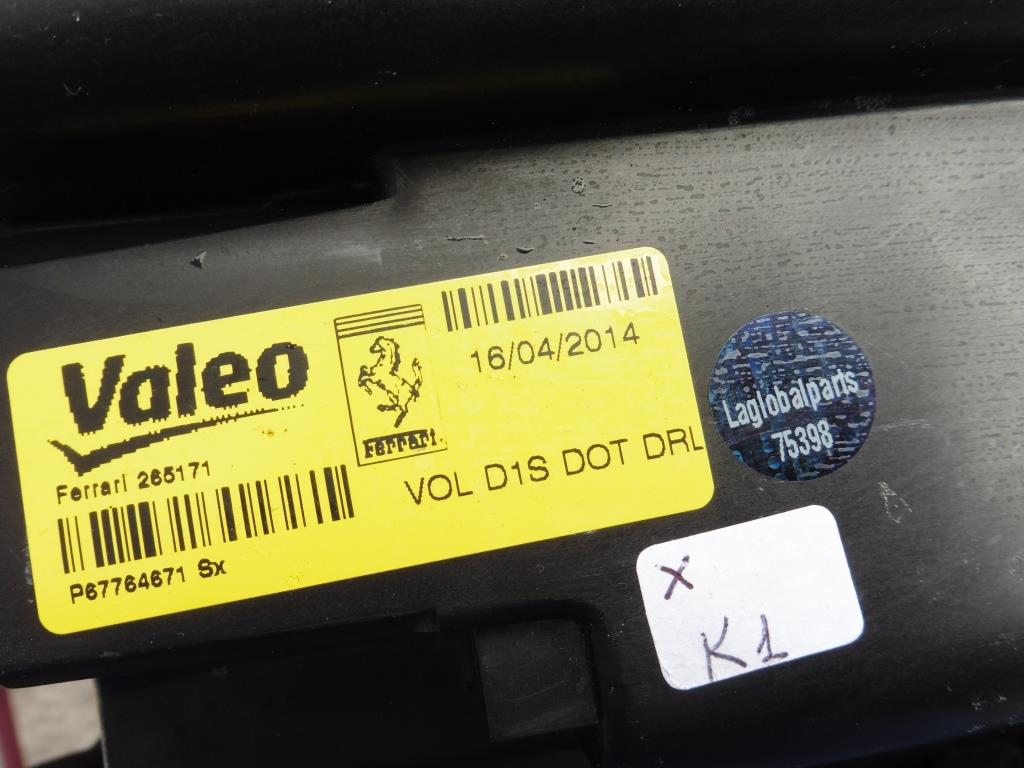 Valeo
Ferrari
16/04/2014
Ferrari 265171
VOL D1S DOT DRL
P67764671 Sx
Laglobalparts
75398
X
K1